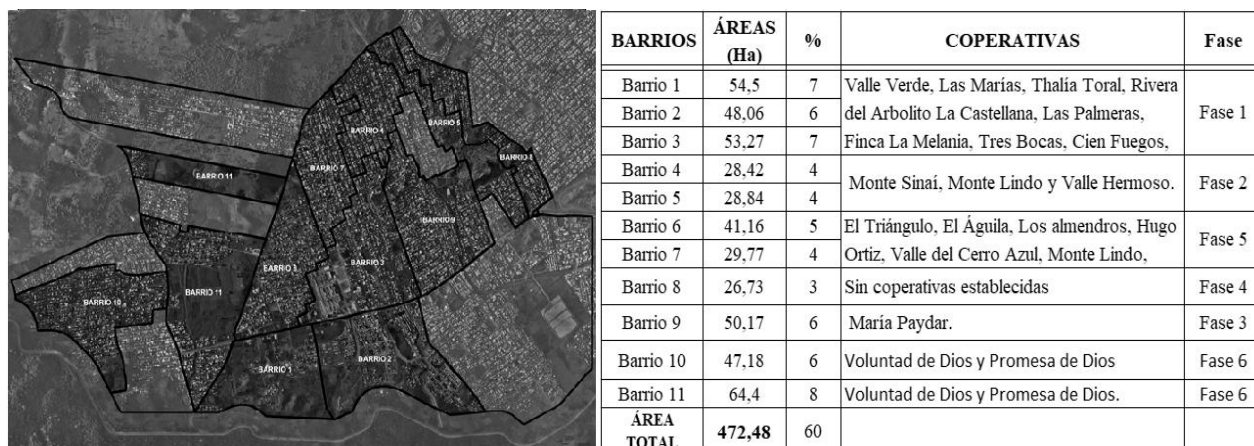 BARRIO 4
BARRIO
BARRIO
BARRIO 7
BARRIO 11
BARRIO 9
BARRIO 3
BARRIO
BARRIO 11
BARRIO 10
BARRIO 2
BARRIO 1
BARRIOS ÁREAS (Ha) % COPERATIVAS Fase
Barrio 1 54,5 7 Valle Verde, Las Marías, Thalía Toral, Rivera
Barrio 2 48,06 6 del Arbolito La Castellana, Las Palmeras, Fase 1
Barrio 3 53,27 7 Finca La Melania, Tres Bocas, Cien Fuegos,
Barrio 4 28,42 4 Monte Sinaí, Monte Lindo y Valle Hermoso. Fase 2
Barrio 5 28,84 4
Barrio 6 41,16 5 El Triángulo, El Águila, Los almendros, Hugo Fase 5
Barrio 7 29,77 4 Ortiz, Valle del Cerro Azul, Monte Lindo,
Barrio 8 26,73 3 Sin coperativas establecidas Fase 4
Barrio 9 50,17 6 María Paydar. Fase 3
Barrio 10 47,18 6 Voluntad de Dios y Promesa de Dios Fase 6
Barrio 11 64,4 8 Voluntad de Dios y Promesa de Dios. Fase 6
ÁREA TOTAL 472,48 60